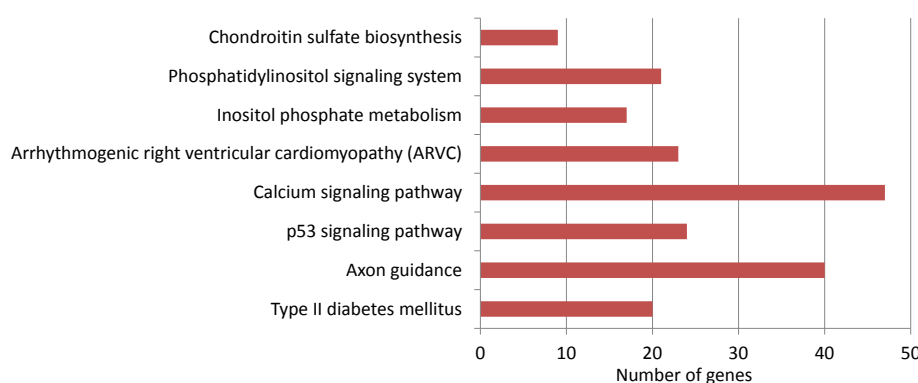 Chondroitin sulfate biosynthesis
Phosphatidylinositol signaling system
Inositol phosphate metabolism
Arrhythmogenic right ventricular cardiomyopathy (ARVC)
Calcium signaling pathway
p53 signaling pathway
Axon guidance
Type II diabetes mellitus
0 10 20 30 40 50
Number of genes